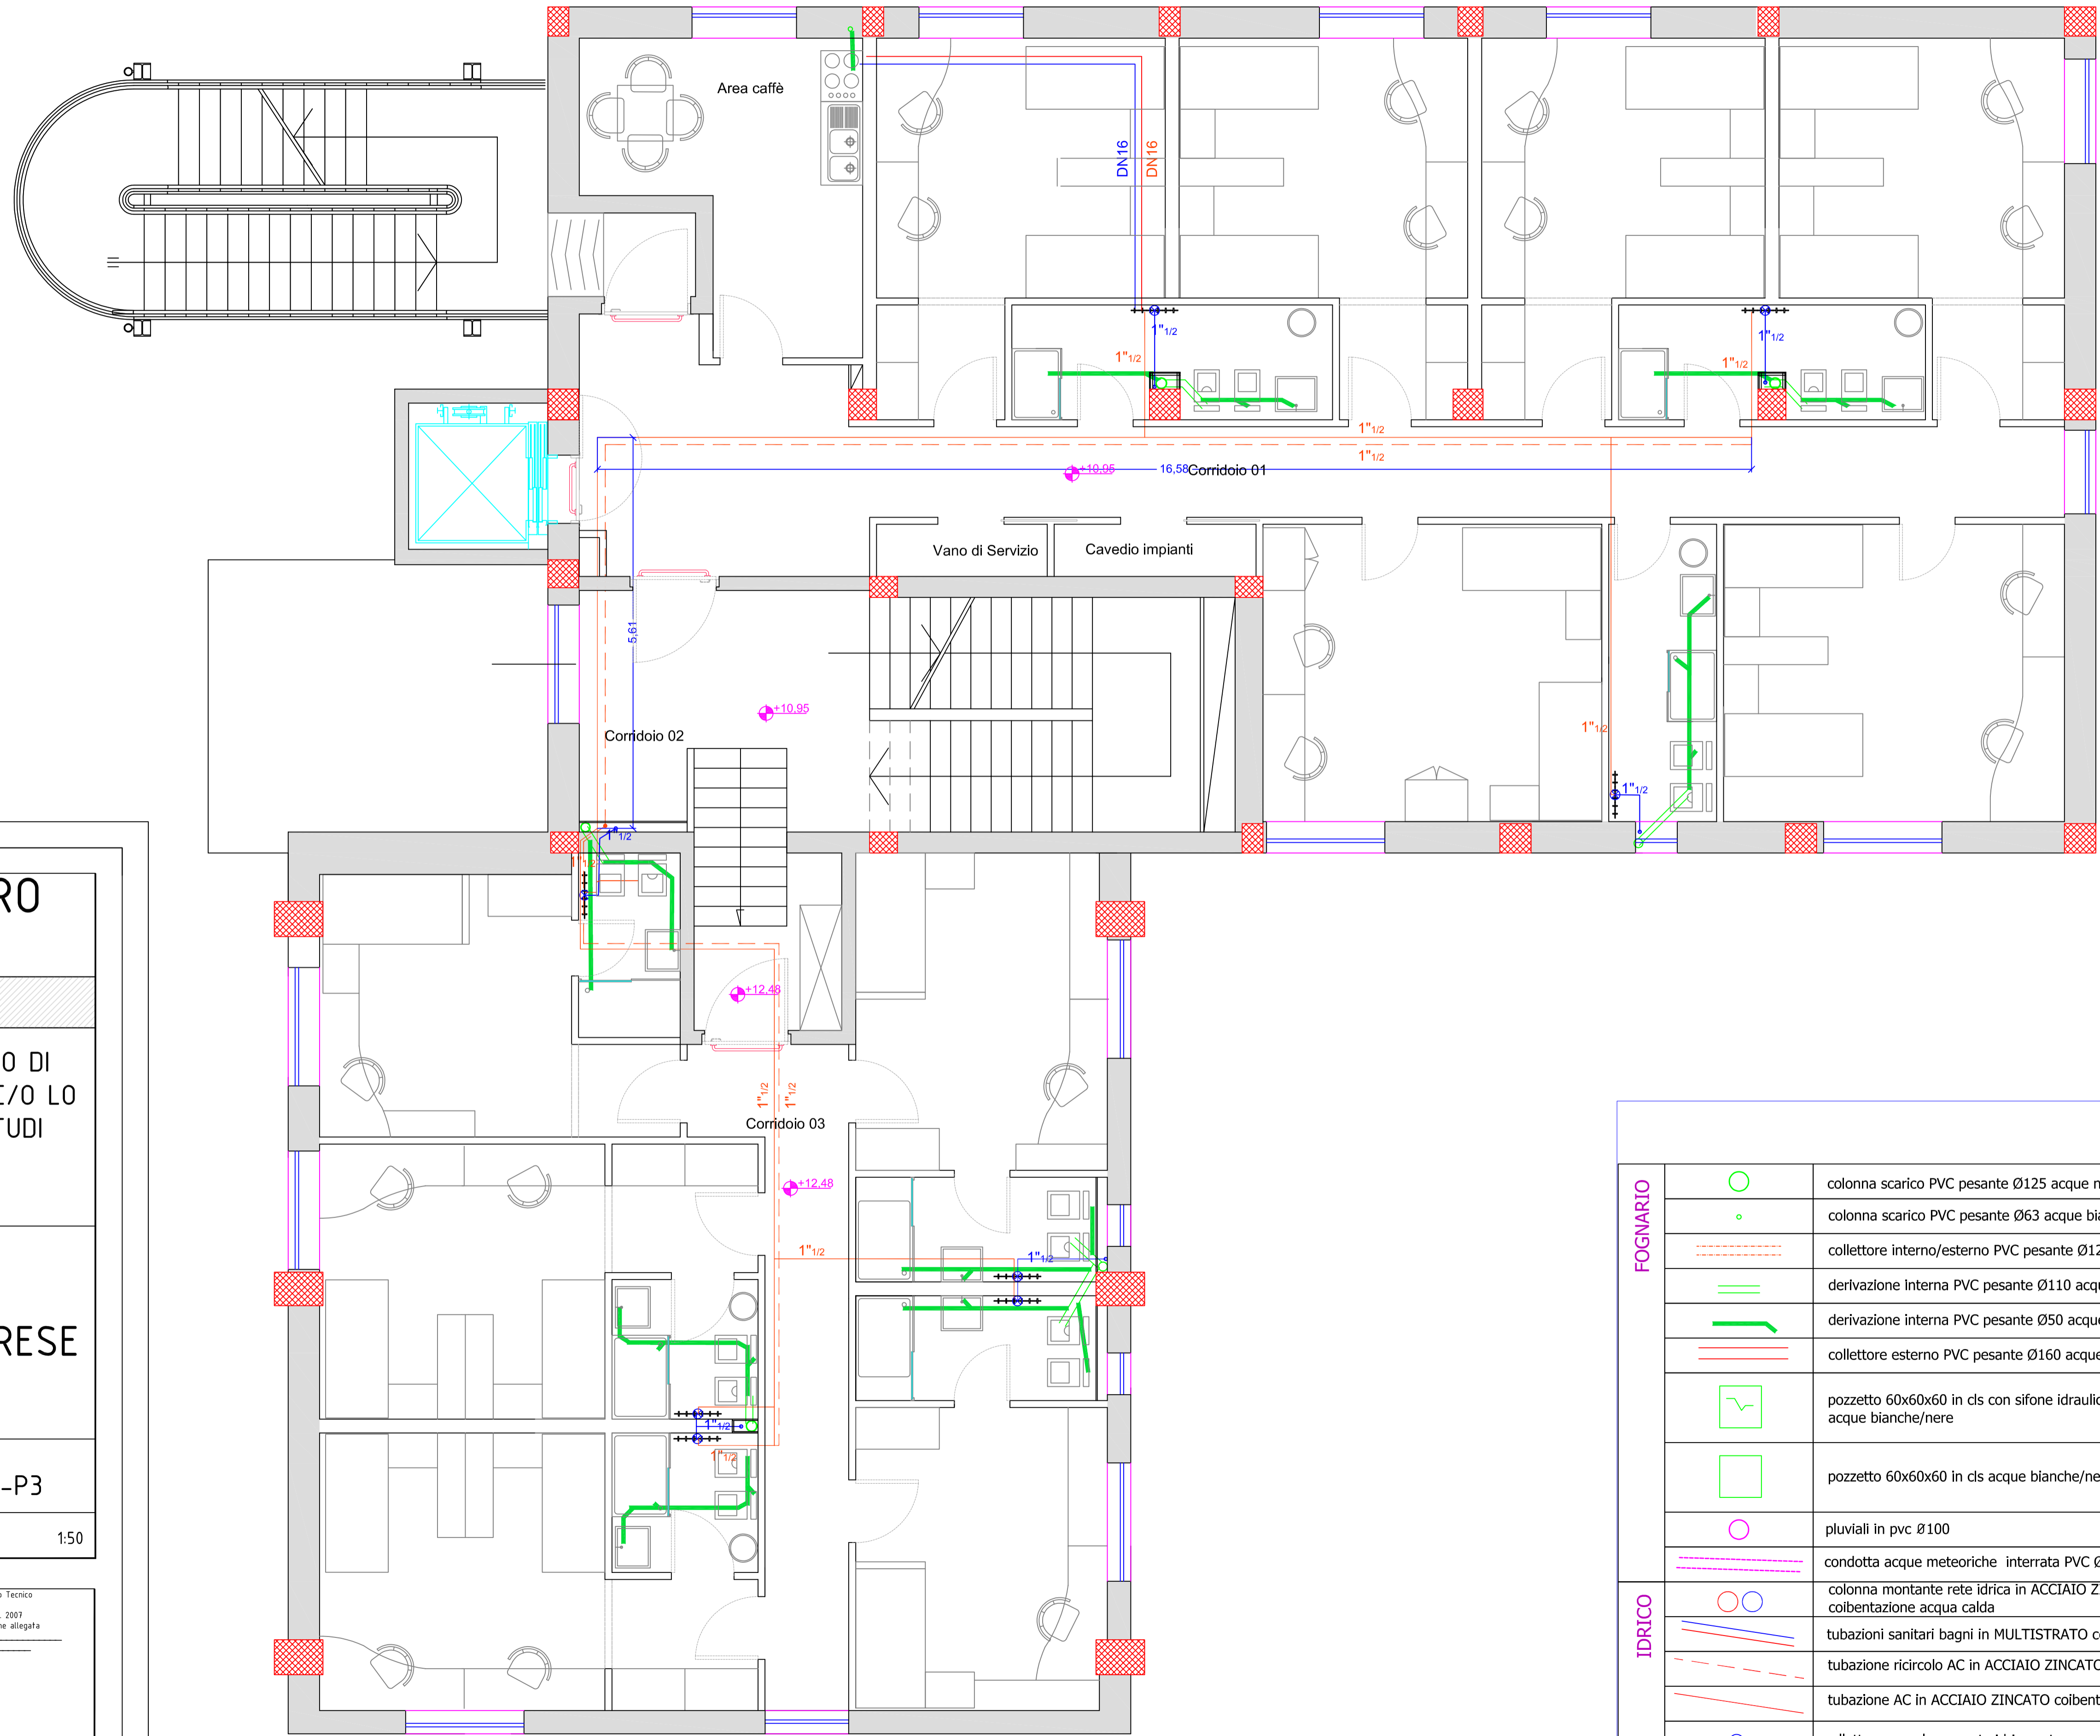 Area caffè
DN16
DN16
1"1/2
1"1/2
1"1/2
1"1/2
1"1/2
1"1/2
+10,95
16,58
Corridoio 01
Vano di Servizio
Cavedio impianti
5,61
+10,95
Corridoio 02
1"1/2
1"1/2
1"1/2
1"1/2
+12,48
1"1/2
1"1/2
Corridoio 03
+12,48
1"1/2
1"1/2
1"1/2
1"1/2
RO
O DI
E/O LO
TUDI
RESE
-P3
1:50
o Tecnico
2007
ne allegata
FOGNARIO
colonna scarico PVC pesante Ø125 acque n
colonna scarico PVC pesante Ø63 acque bia
collettore interno/esterno PVC pesante Ø12
derivazione interna PVC pesante Ø110 acqu
derivazione interna PVC pesante Ø50 acque
collettore esterno PVC pesante Ø160 acque
pozzetto 60x60x60 in cls con sifone idraulic
acque bianche/nere
pozzetto 60x60x60 in cls acque bianche/ne
pluviali in pvc Ø100
condotta acque meteoriche interrata PVC Ø
IDRICO
colonna montante rete idrica in ACCIAIO Z
coibentazione acqua calda
tubazioni sanitari bagni in MULTISTRATO c
tubazione ricircolo AC in ACCIAIO ZINCATO
tubazione AC in ACCIAIO ZINCATO coibent